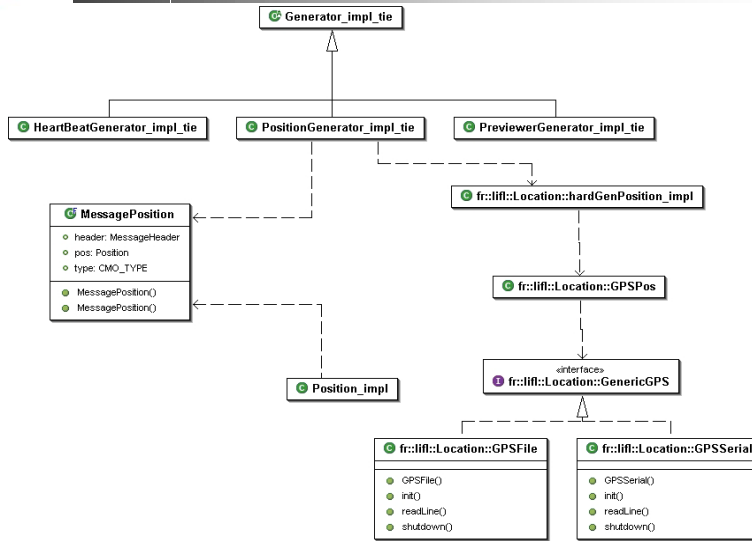 Generator_impl_tie
HeartBeatGenerator_impl_tie
PositionGenerator_impl_tie
PreviewerGenerator_impl_tie
fr::lifl::Location::hardGenPosition_impl
MessagePosition
header: MessageHeader
pos: Position
type: CMO_TYPE
MessagePosition()
MessagePosition()
fr::lifl::Location::GPSPos
Position_impl
«interface»
fr::lifl::Location::GenericGPS
fr::lifl::Location::GPSFile
GPSFile()
init()
readLine()
shutdown()
fr::lifl::Location::GPSSerial
GPSSerial()
init()
readLine()
shutdown()